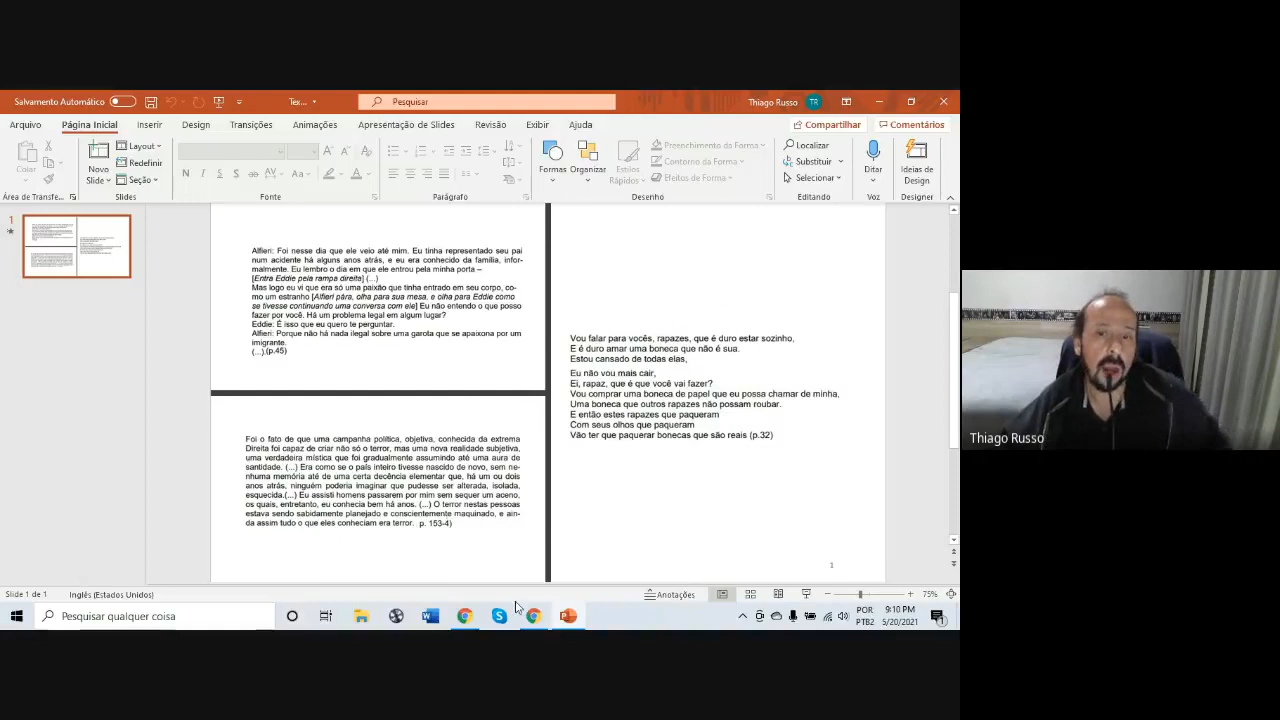 Salvamento Automático
Tex...
Pesquisar
Thiago Russo
TR
Arquivo
Página Inicial
Inserir
Design
Transições
Animações
Apresentação de Slides
Revisão
Exibir
Ajuda
Compartilhar
Comentários
Colar
Novo
Slide
Layout
Redefinir
Seção
N
I
S
S
ab
AV
Aa
A
Formas
Organizar
Estilos
Rápidos
Preenchimento da Forma
Contorno da Forma
Efeitos de Forma
Localizar
Substituir
Selecionar
Ditar
Ideias de
Design
Área de Transfe...
Slides
Fonte
Parágrafo
Desenho
Editando
Voz
Designer
1
Alfieri: Foi nesse dia que ele veio até mim. Eu tinha representado seu pai
num acidente há alguns anos atrás, e eu era conhecido da família, infor-
malmente. Eu lembro o dia em que ele entrou pela minha porta –
[Entra Eddie pela rampa direita] (...)
Mas logo eu vi que era só uma paixão que tinha entrado em seu corpo, co-
mo um estranho [Alfieri pára, olha para sua mesa, e olha para Eddie como
se tivesse continuando uma conversa com ele] Eu não entendo o que posso
fazer por você. Há um problema legal em algum lugar?
Eddie: É isso que eu quero te perguntar.
Alfieri: Porque não há nada ilegal sobre uma garota que se apaixona por um
imigrante.
(...).(p.45)
Foi o fato de que uma campanha política, objetiva, conhecida da extrema
Direita foi capaz de criar não só o terror, mas uma nova realidade subjetiva,
uma verdadeira mística que foi gradualmente assumindo até uma aura de
santidade. (...) Era como se o país inteiro tivesse nascido de novo, sem ne-
nhuma memória até de uma certa decência elementar que, há um ou dois
anos atrás, ninguém poderia imaginar que pudesse ser alterada, isolada,
esquecida.(...) Eu assisti homens passarem por mim sem sequer um aceno,
os quais, entretanto, eu conhecia bem há anos. (...) O terror nestas pessoas
estava sendo sabidamente planejado e conscientemente maquinado, e ain-
da assim tudo o que eles conheciam era terror. p. 153-4)
Vou falar para vocês, rapazes, que é duro estar sozinho,
E é duro amar uma boneca que não é sua.
Estou cansado de todas elas,
Eu não vou mais cair,
Ei, rapaz, que é que você vai fazer?
Vou comprar uma boneca de papel que eu possa chamar de minha,
Uma boneca que outros rapazes não possam roubar.
E então estes rapazes que paqueram
Com seus olhos que paqueram
Vão ter que paquerar bonecas que são reais (p.32)
1
Thiago Russo
Slide 1 de 1
Inglês (Estados Unidos)
Anotações
75%
Pesquisar qualquer coisa
POR
PTB2
9:10 PM
5/20/2021
1